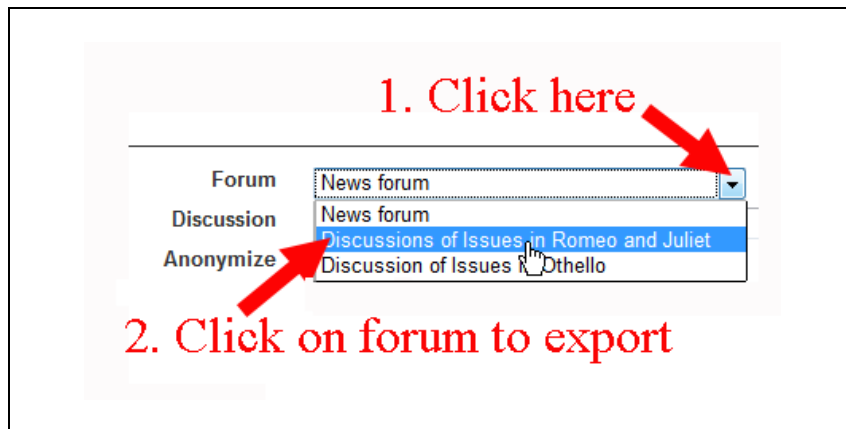 1. Click here
Forum News forum
Discussion News forum
Discussions of Issues in Romeo and Juliet
Anonymize Discussion of Issues Othello
2. Click on forum to export